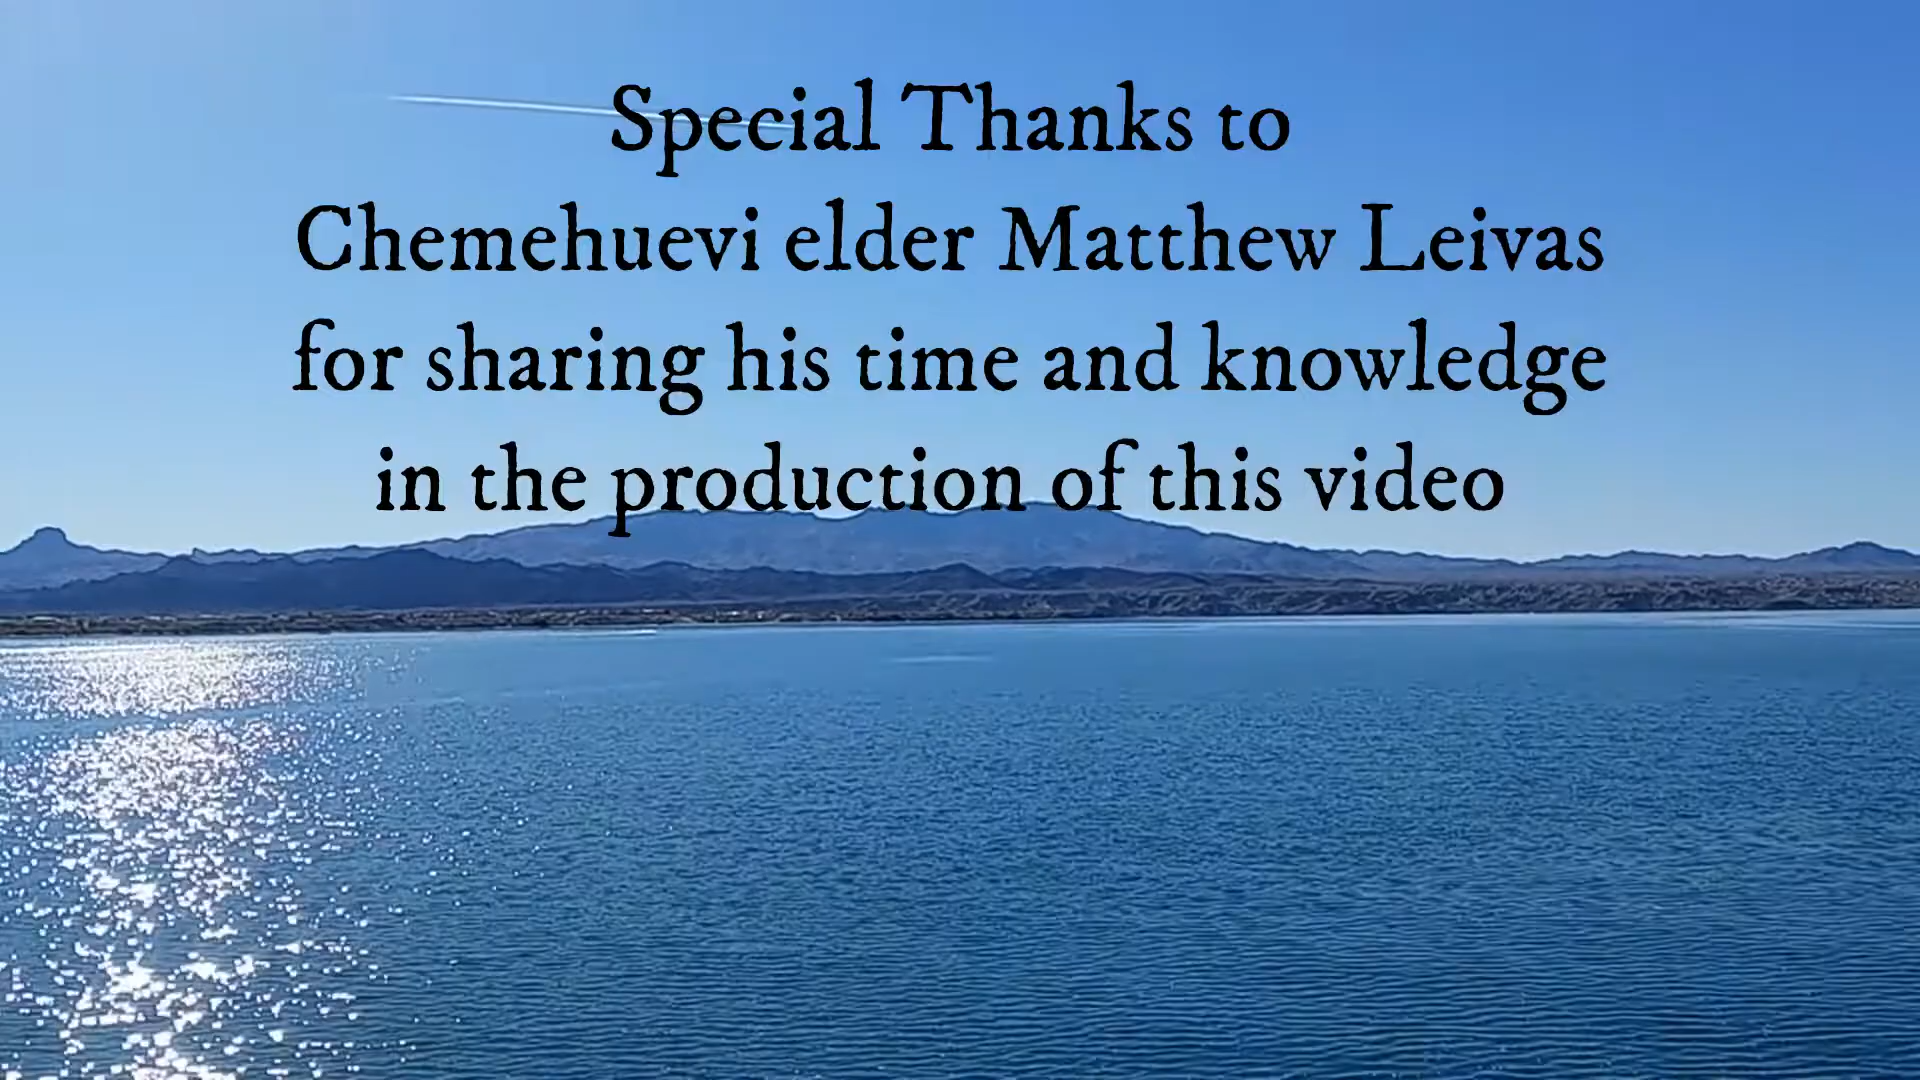 Special Thanks to
Chemehuevi elder Matthew Leivas
for sharing his time and knowledge
in the production of this video